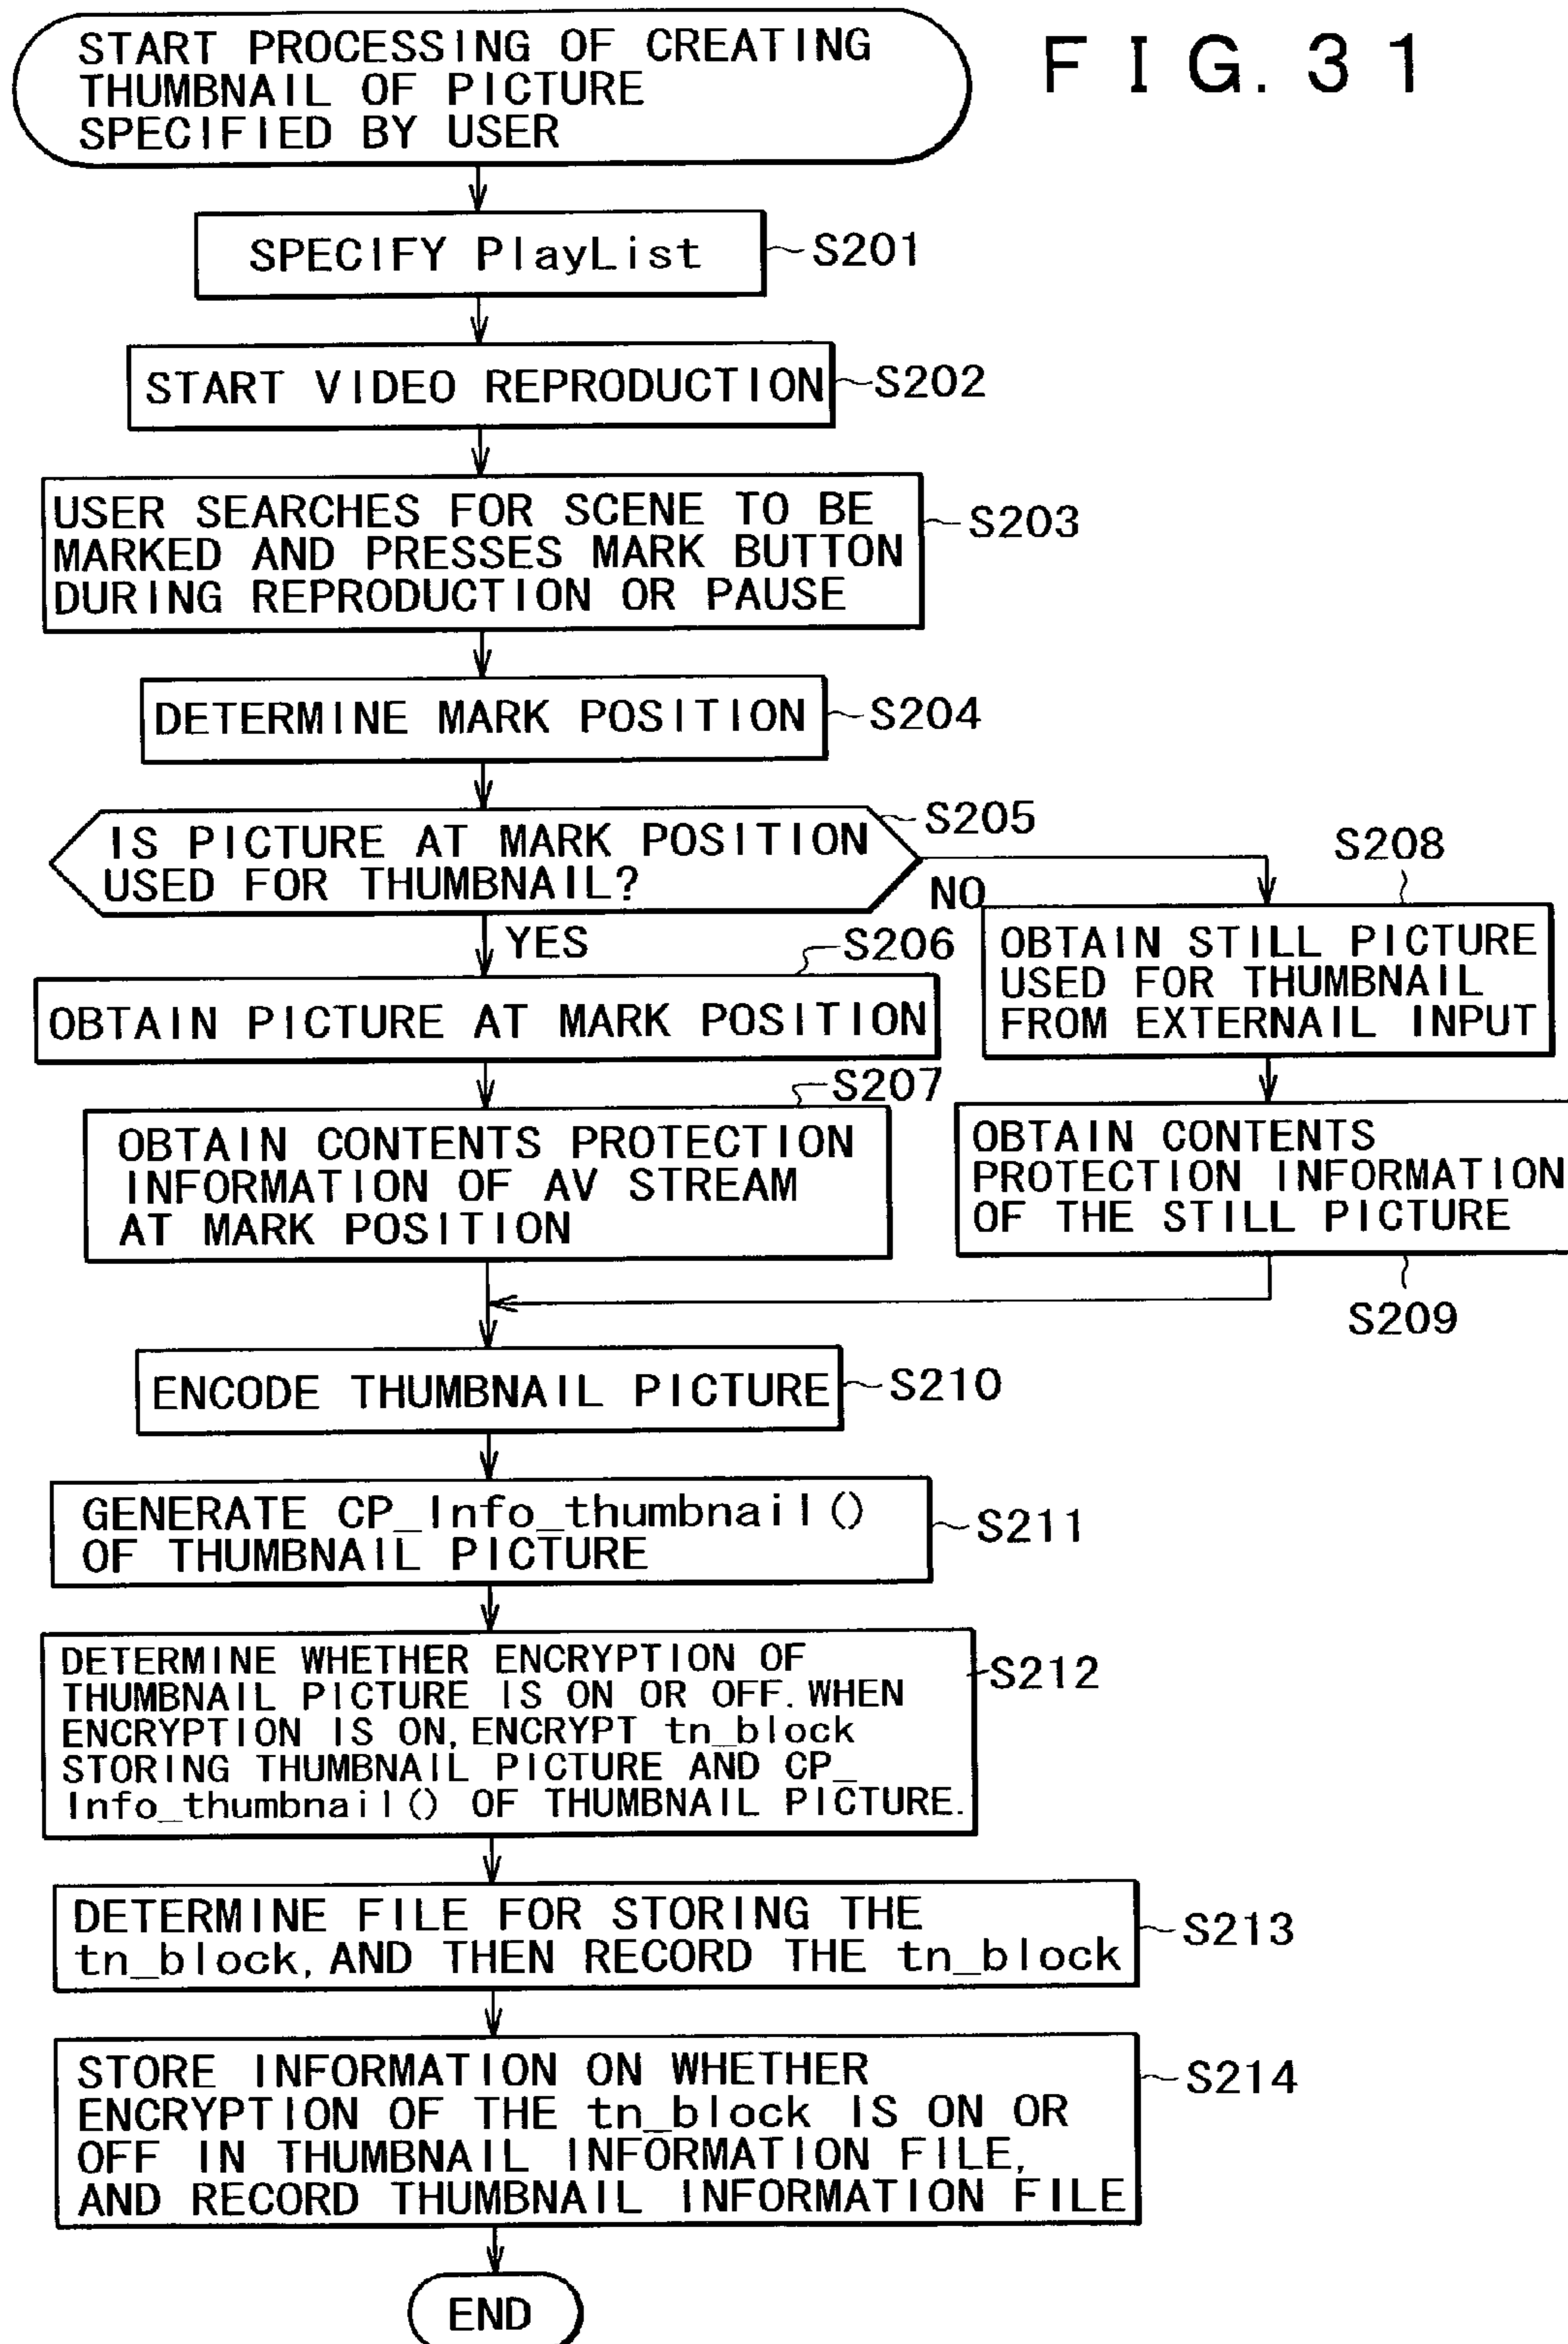 START PROCESSING OF CREATING
THUMBNAIL OF PICTURE
SPECIFIED BY USER
FIG. 31
SPECIFY PlayList
S201
START VIDEO REPRODUCTION
S202
USER SEARCHES FOR SCENE TO BE
MARKED AND PRESSES MARK BUTTON
DURING REPRODUCTION OR PAUSE
S203
DETERMINE MARK POSITION
S204
IS PICTURE AT MARK POSITION
USED FOR THUMBNAIL?
S205
NO
YES
S208
OBTAIN STILL PICTURE
USED FOR THUMBNAIL
FROM EXTERNAIL INPUT
S206
OBTAIN PICTURE AT MARK POSITION
S207
OBTAIN CONTENTS PROTECTION
INFORMATION OF AV STREAM
AT MARK POSITION
OBTAIN CONTENTS
PROTECTION INFORMATION
OF THE STILL PICTURE
S209
ENCODE THUMBNAIL PICTURE
S210
GENERATE CP_Info_thumbnail()
OF THUMBNAIL PICTURE
S211
DETERMINE WHETHER ENCRYPTION OF
THUMBNAIL PICTURE IS ON OR OFF. WHEN
ENCRYPTION IS ON, ENCRYPT tn_block
STORING THUMBNAIL PICTURE AND CP_
Info_thumbnail() OF THUMBNAIL PICTURE.
S212
DETERMINE FILE FOR STORING THE
tn_block, AND THEN RECORD THE tn_block
S213
STORE INFORMATION ON WHETHER
ENCRYPTION OF THE tn_block IS ON OR
OFF IN THUMBNAIL INFORMATION FILE,
AND RECORD THUMBNAIL INFORMATION FILE
S214
END